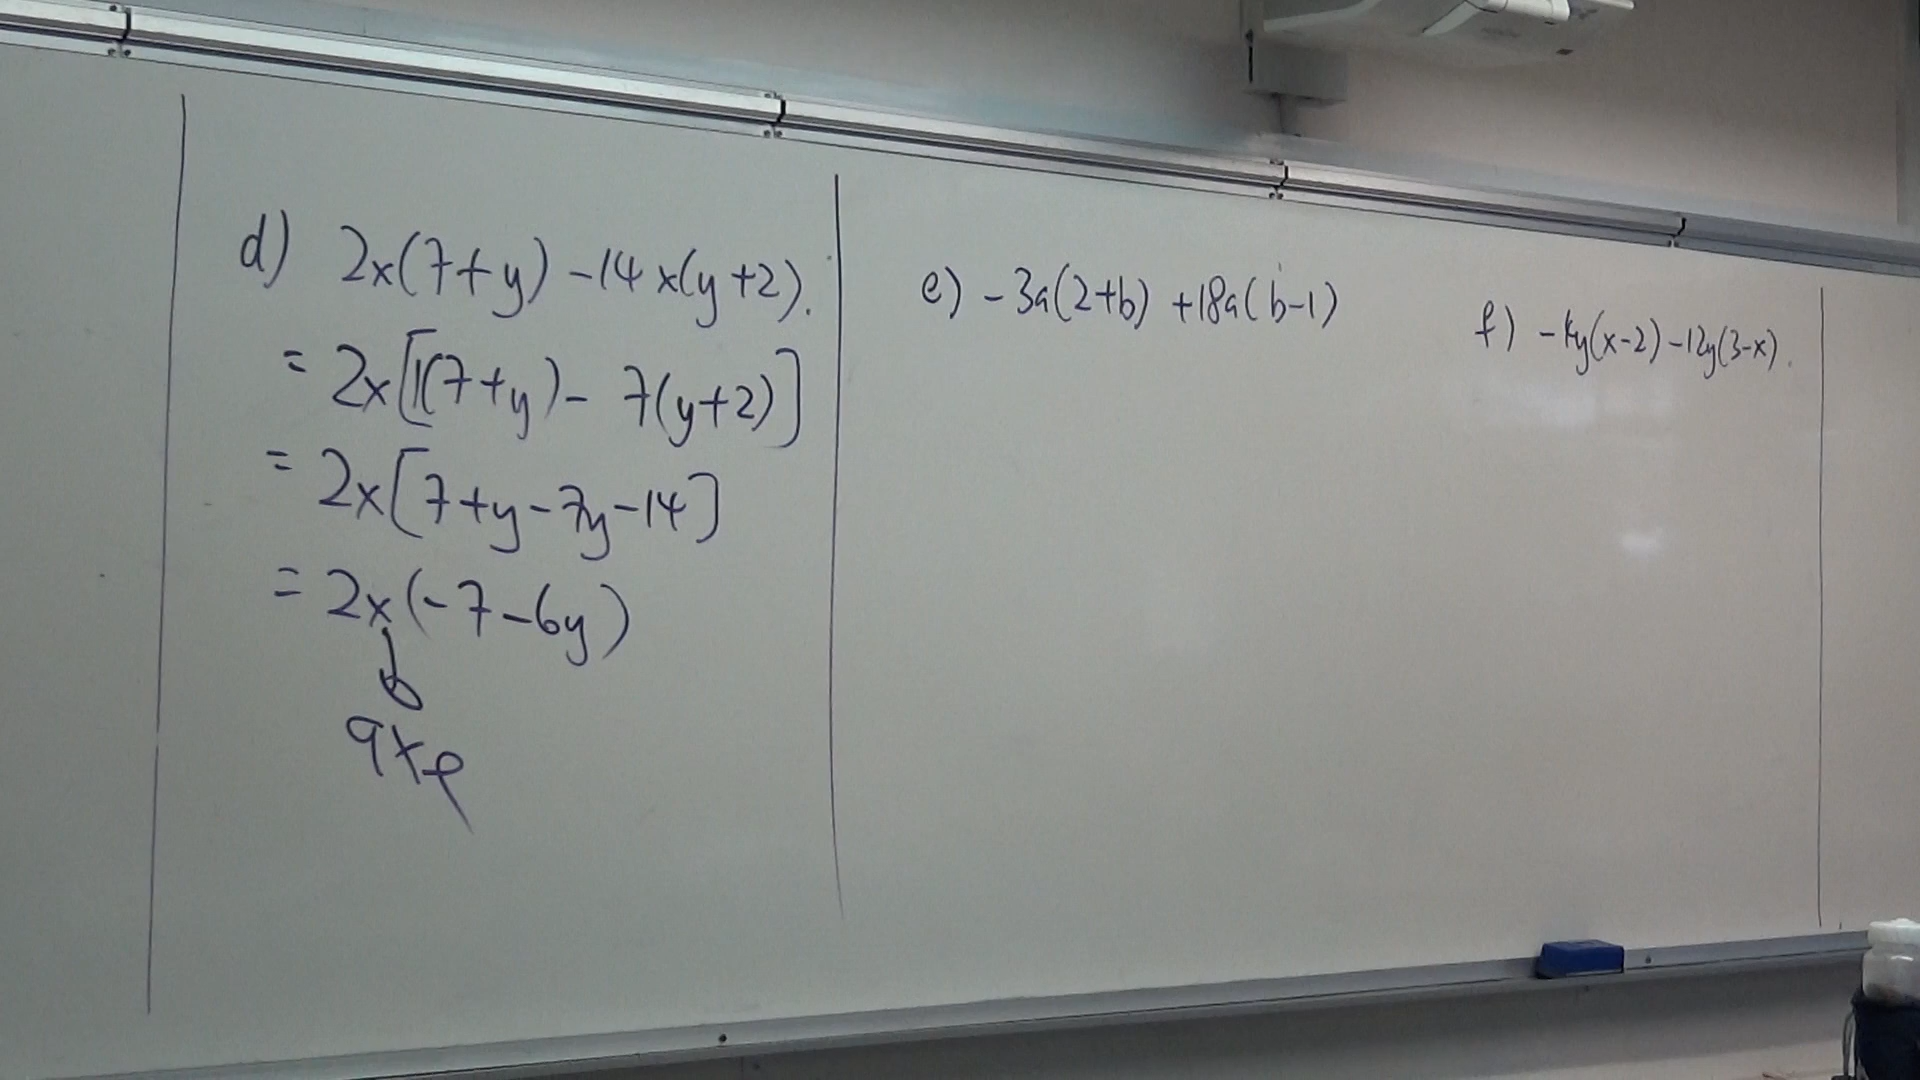 d) 2x(7+y) -14x(y+2).
= 2x[1(7+y) - 7(y+2)]
= 2x[7+y-7y-14]
= 2x(-7-6y)
e) -3a(2+b) +18a(b-1)
f) -4y(x-2) -12y(3-x).